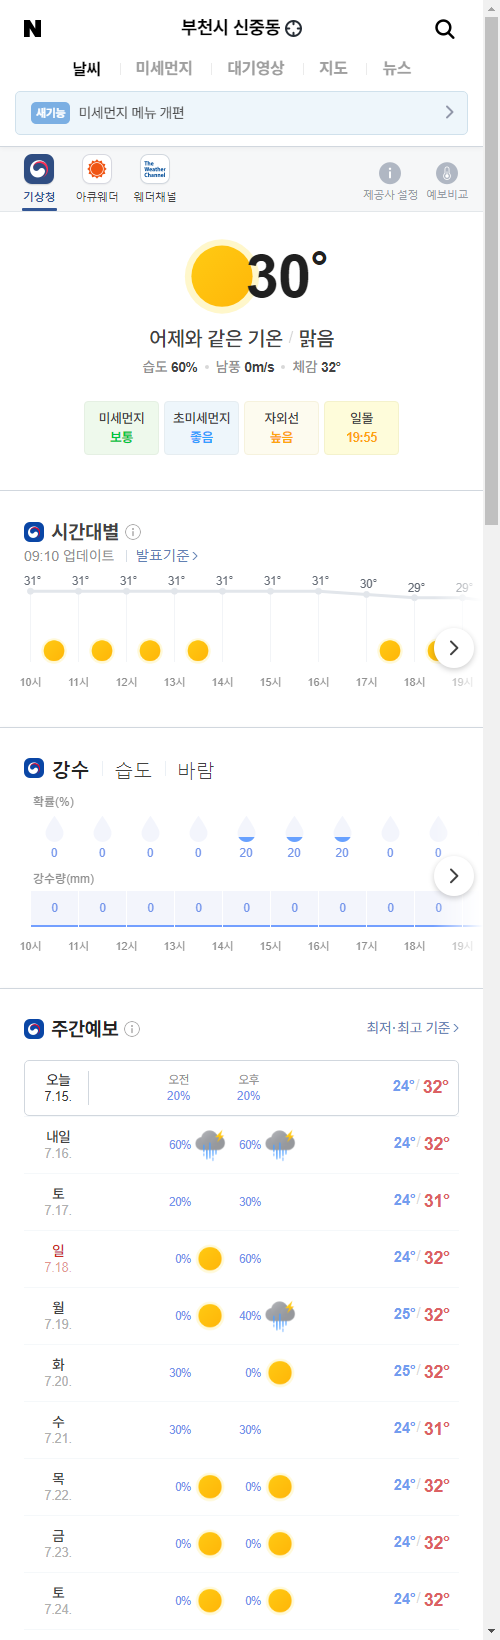 N 부천시 신중동
날씨 미세먼지 대기영상 지도 뉴스
새기능 미세먼지 메뉴 개편
The Weather Channel
기상청 아큐웨더 웨더채널 제공사 설정 예보비교
30°
어제와 같은 기온 / 맑음
습도 60% 남풍 0m/s 체감 32°
미세먼지 초미세먼지 자외선 일몰
보통 좋음 높음 19:55
시간대별
09:10 업데이트 발표기준
31° 31° 31° 31° 31° 31° 31° 30° 29° 29°
10시 11시 12시 13시 14시 15시 16시 17시 18시 19시
강수 습도 바람
확률(%)
0 0 0 0 20 20 20 0 0
강수량(mm)
0 0 0 0 0 0 0 0 0
10시 11시 12시 13시 14시 15시 16시 17시 18시 19시
주간예보 최저·최고 기준
오늘 오전 오후
7.15. 20% 20% 24°/ 32°
내일
7.16. 60% 60% 24°/ 32°
토
7.17. 20% 30% 24°/ 31°
일
7.18. 0% 60% 24°/ 32°
월
7.19. 0% 40% 25°/ 32°
화
7.20. 30% 0% 25°/ 32°
수
7.21. 30% 30% 24°/ 31°
목
7.22. 0% 0% 24°/ 32°
금
7.23. 0% 0% 24°/ 32°
토
7.24. 0% 0% 24°/ 32°